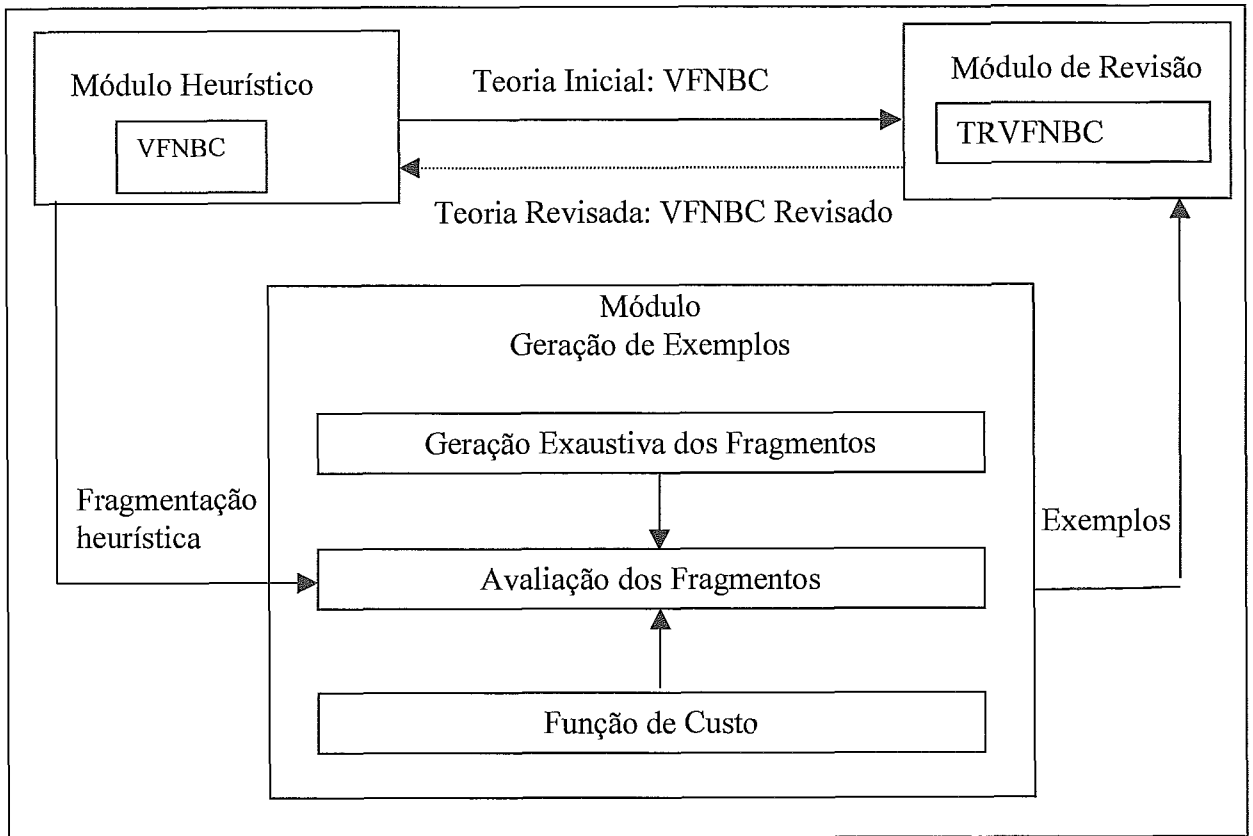 Módulo Heurístico
VFNBC
Teoria Inicial: VFNBC
Módulo de Revisão
TRVFNBC
Teoria Revisada: VFNBC Revisado
Módulo
Geração de Exemplos
Geração Exaustiva dos Fragmentos
Fragmentação
heurística
Avaliação dos Fragmentos
Exemplos
Função de Custo